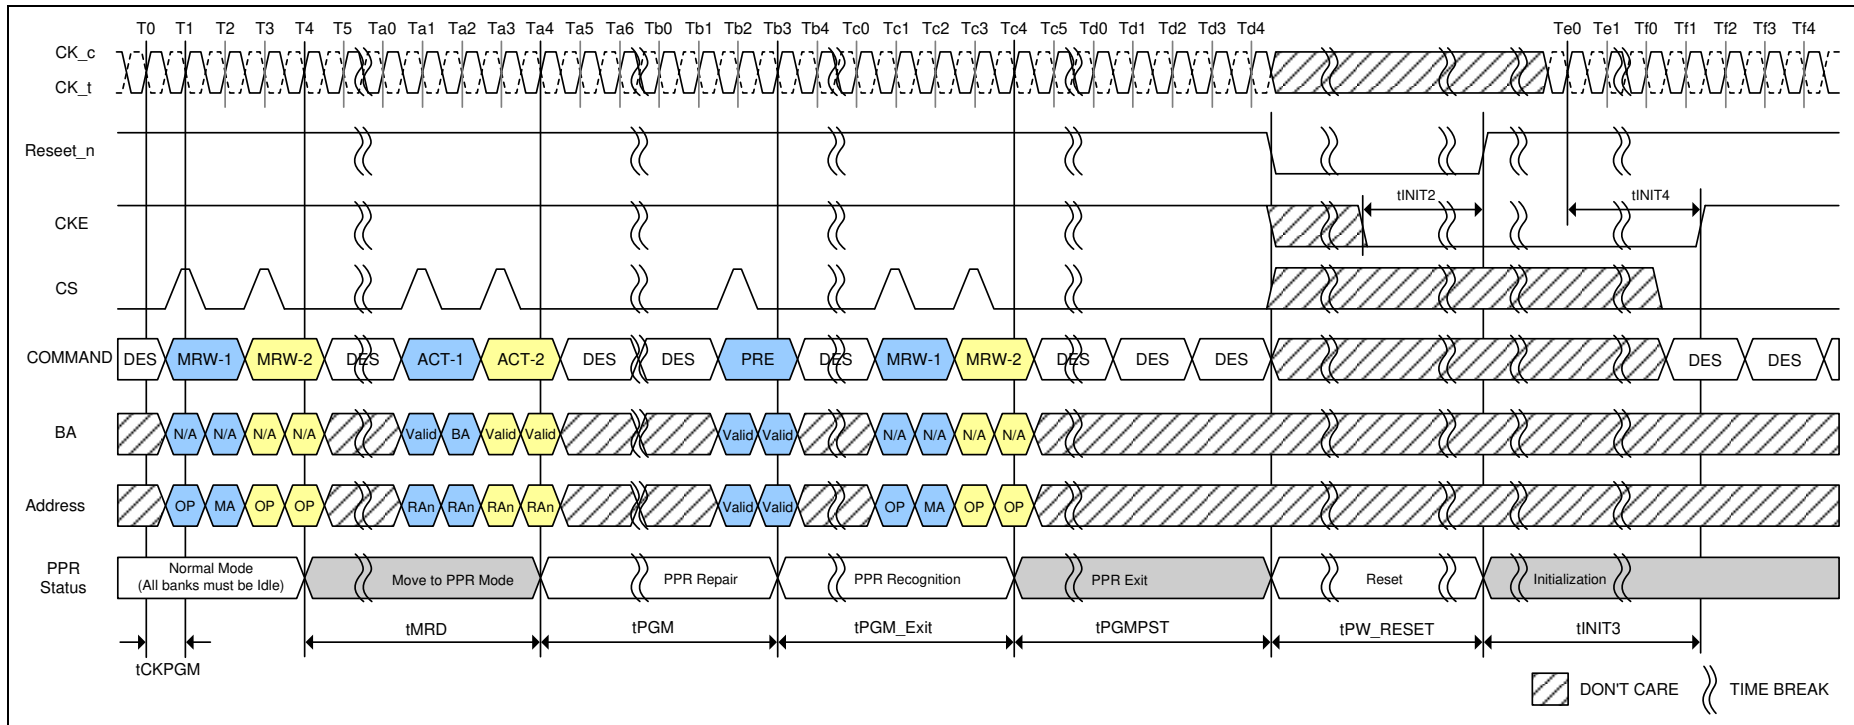 T0 T1 T2 T3 T4 T5 Ta0 Ta1 Ta2 Ta3 Ta4 Ta5 Ta6 Tb0 Tb1 Tb2 Tb3 Tb4 Tc0 Tc1 Tc2 Tc3 Tc4 Tc5 Td0 Td1 Td2 Td3 Td4 Te0 Te1 Tf0 Tf1 Tf2 Tf3 Tf4
CK_c
CK_t
Reseet_n
CKE tINIT2 tINIT4
CS
COMMAND DES MRW-1 MRW-2 DES ACT-1 ACT-2 DES DES PRE DES MRW-1 MRW-2 DES DES DES DES DES
BA N/A N/A N/A N/A Valid BA Valid Valid Valid Valid N/A N/A N/A N/A
Address OP MA OP OP RAn RAn RAn RAn Valid Valid OP MA OP OP
PPR
Status
Normal Mode
(All banks must be Idle)
Move to PPR Mode PPR Repair PPR Recognition PPR Exit Reset Initialization
tMRD tPGM tPGM_Exit tPGMPST tPW_RESET tINIT3
tCKPGM
DON'T CARE TIME BREAK